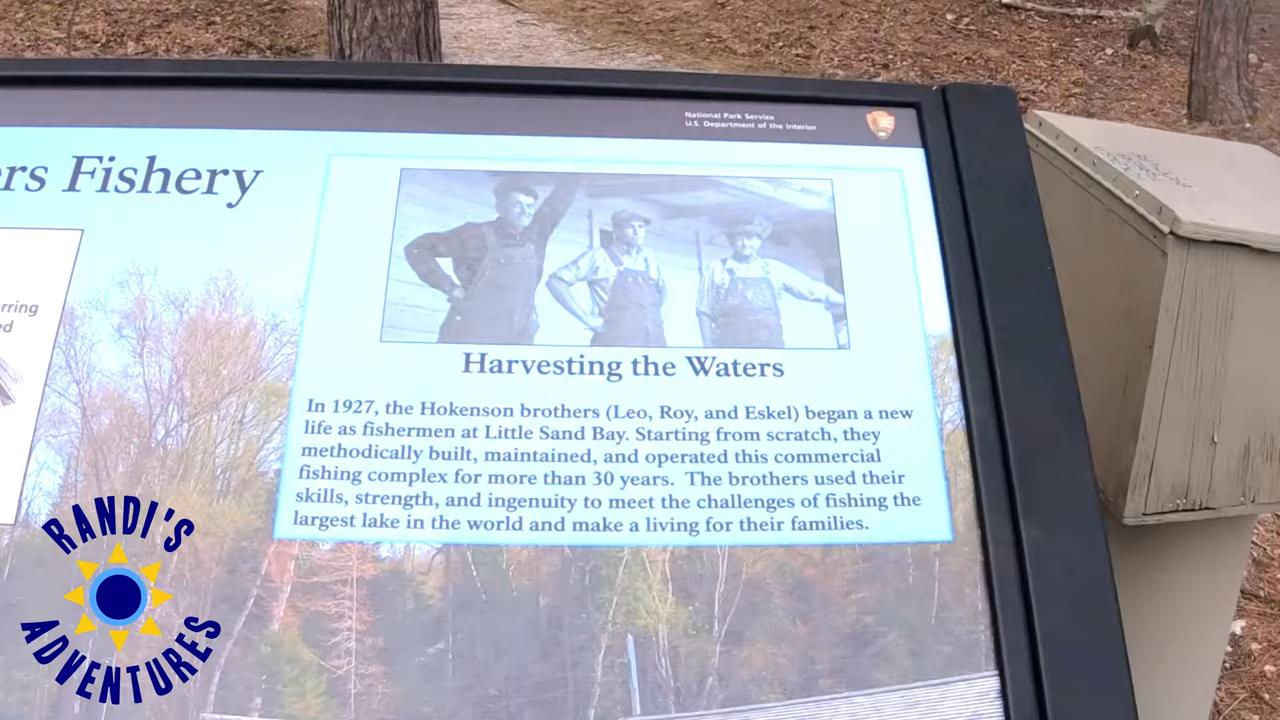 National Park Service
U.S. Department of the Interior
ers Fishery
rring
ed
Harvesting the Waters
In 1927, the Hokenson brothers (Leo, Roy, and Eskel) began a new
life as fishermen at Little Sand Bay. Starting from scratch, they
methodically built, maintained, and operated this commercial
fishing complex for more than 30 years. The brothers used their
skills, strength, and ingenuity to meet the challenges of fishing the
largest lake in the world and make a living for their families.
RANDI'S
ADVENTURES